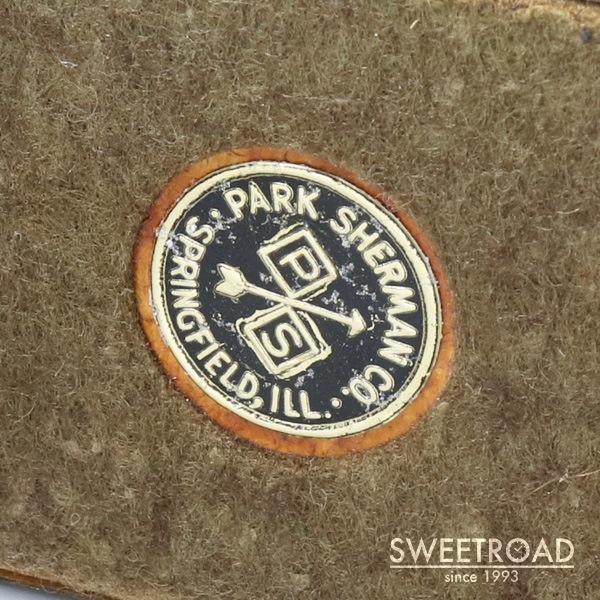 · PARK SHERMAN CO. ·
SPRINGFIELD, ILL.
P
S
SWEETROAD
since 1993